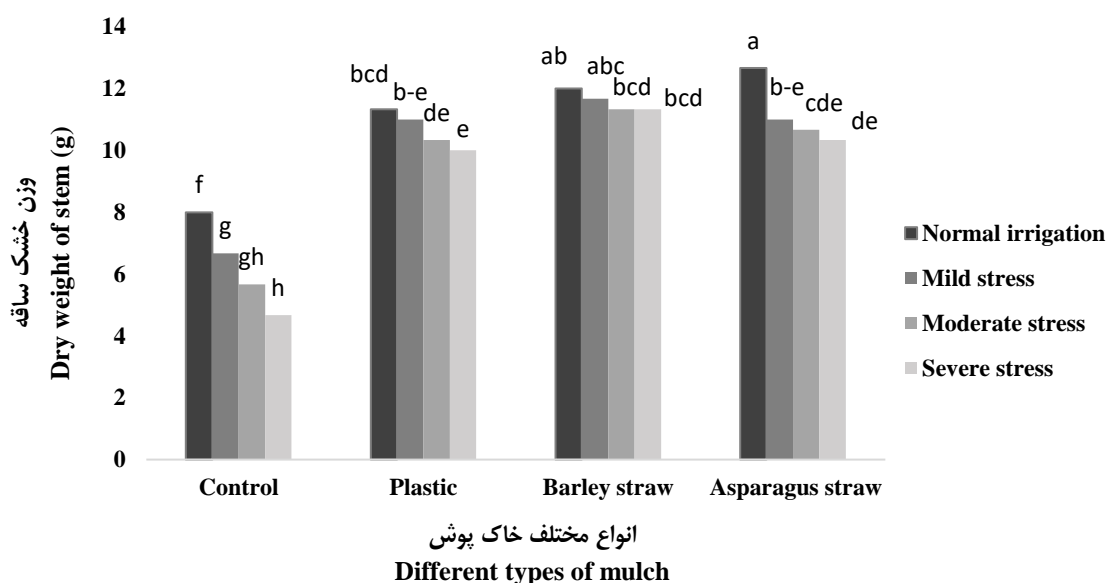 14
12
10
8
6
4
2
0
وزن خشک ساقه
Dry weight of stem (g)
f
g
gh
h
bcd
b-e
de
e
ab
abc
bcd
bcd
a
b-e
cde
de
Control
Plastic
Barley straw
Asparagus straw
انواع مختلف خاک پوش
Different types of mulch
Normal irrigation
Mild stress
Moderate stress
Severe stress